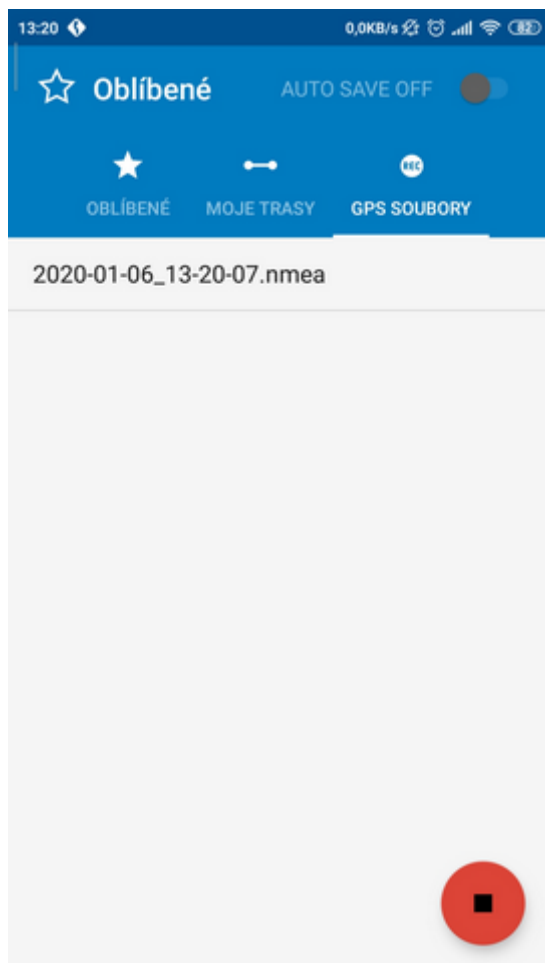 13:20 0,0KB/s 82
Oblíbené AUTO SAVE OFF
REC
OBLÍBENÉ MOJE TRASY GPS SOUBORY
2020-01-06_13-20-07.nmea